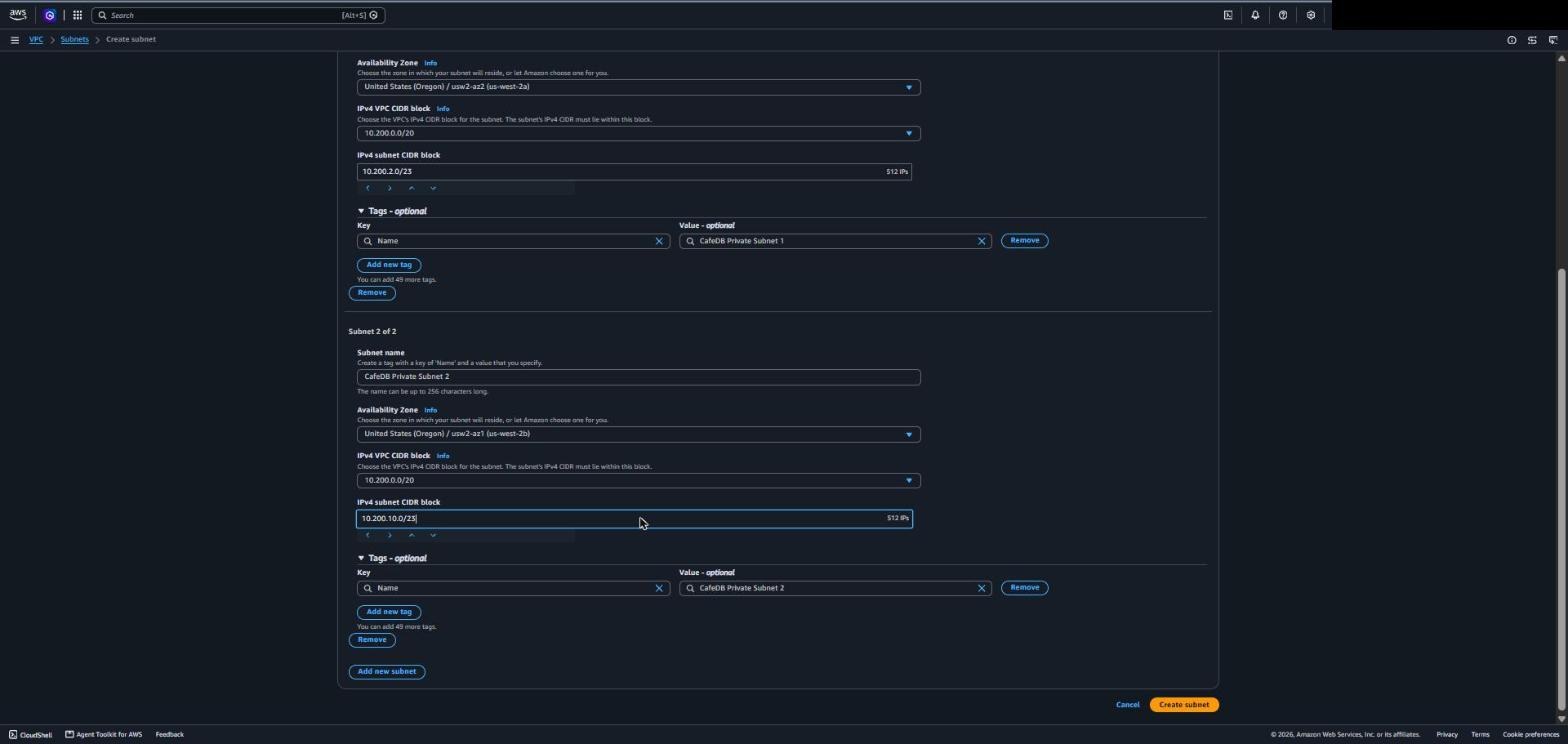 aws
Search [Alt+S]
VPC > Subnets > Create subnet
Availability Zone Info
Choose the zone in which your subnet will reside, or let Amazon choose one for you.
United States (Oregon) / usw2-az2 (us-west-2a)
IPv4 VPC CIDR block Info
Choose the VPC's IPv4 CIDR block for the subnet. The subnet's IPv4 CIDR must lie within this block.
10.200.0.0/20
IPv4 subnet CIDR block
10.200.2.0/23 512 IPs
Tags - optional
Key Value - optional
Name CafeDB Private Subnet 1 Remove
Add new tag
You can add 49 more tags.
Remove
Subnet 2 of 2
Subnet name
Create a tag with a key of 'Name' and a value that you specify.
CafeDB Private Subnet 2
The name can be up to 256 characters long.
Availability Zone Info
Choose the zone in which your subnet will reside, or let Amazon choose one for you.
United States (Oregon) / usw2-az1 (us-west-2b)
IPv4 VPC CIDR block Info
Choose the VPC's IPv4 CIDR block for the subnet. The subnet's IPv4 CIDR must lie within this block.
10.200.0.0/20
IPv4 subnet CIDR block
10.200.10.0/23 512 IPs
Tags - optional
Key Value - optional
Name CafeDB Private Subnet 2 Remove
Add new tag
You can add 49 more tags.
Remove
Add new subnet
Cancel Create subnet
CloudShell Agent Toolkit for AWS Feedback © 2026, Amazon Web Services, Inc. or its affiliates. Privacy Terms Cookie preferences